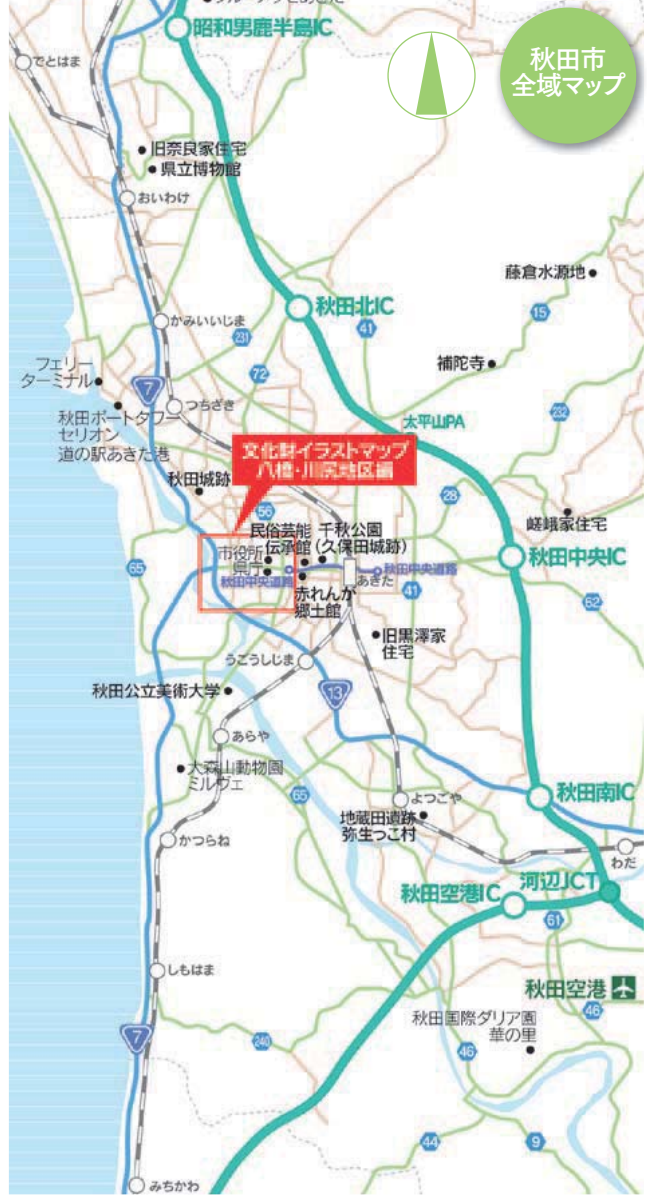 昭和男鹿半島IC
秋田市
全域マップ
でとはま
旧奈良家住宅
県立博物館
おいわけ
藤倉水源地
秋田北IC
15
41
かみいいじま
231
フェリー
ターミナル
72
補陀寺
7
つちざき
232
秋田ポートタワー
セリオン
道の駅あきた港
太平山PA
文化財イラストマップ
八橋・川尻地区編
秋田城跡
28
56
嵯峨家住宅
民俗芸能
伝承館
千秋公園
(久保田城跡)
市役所
県庁
秋田中央IC
65
秋田中央道路
秋田中央道路
あきた
41
赤れんが
郷土館
62
旧黒澤家
住宅
うごうしじま
秋田公立美術大学
13
あらや
大森山動物園
ミルヴェ
65
よつごや
秋田南IC
地蔵田遺跡
弥生っこ村
かつらね
わだ
秋田空港IC
河辺JCT
61
しもはま
秋田空港
46
秋田国際ダリア園
華の里
7
240
46
44
9
みちかわ